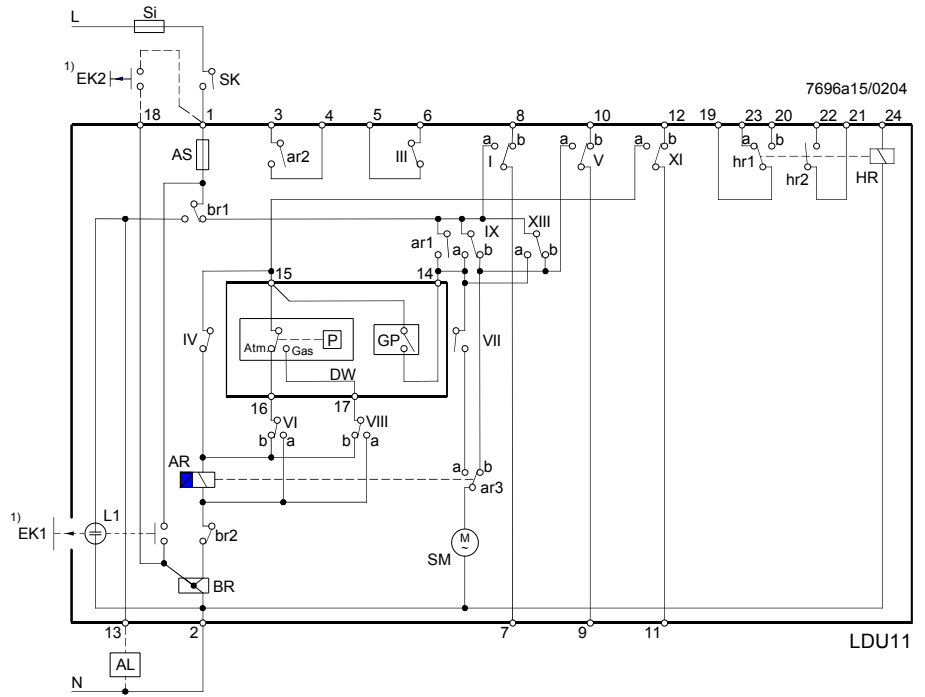 L Si
1) EK2 SK
7696a15/0204
18 1 3 4 5 6 8 10 12 19 23 20 22 21 24
AS ar2 III a b I a b V a b XI a b hr1 hr2 HR
br1
ar1 a IX b XIII a b
15 14
IV P GP VII
Atm. Gas
DW
16 17
VI VIII
b a b a
AR a b
ar3
1) EK1 L1 br2
M ~
SM
BR
13 2 7 9 11
LDU11
AL
N